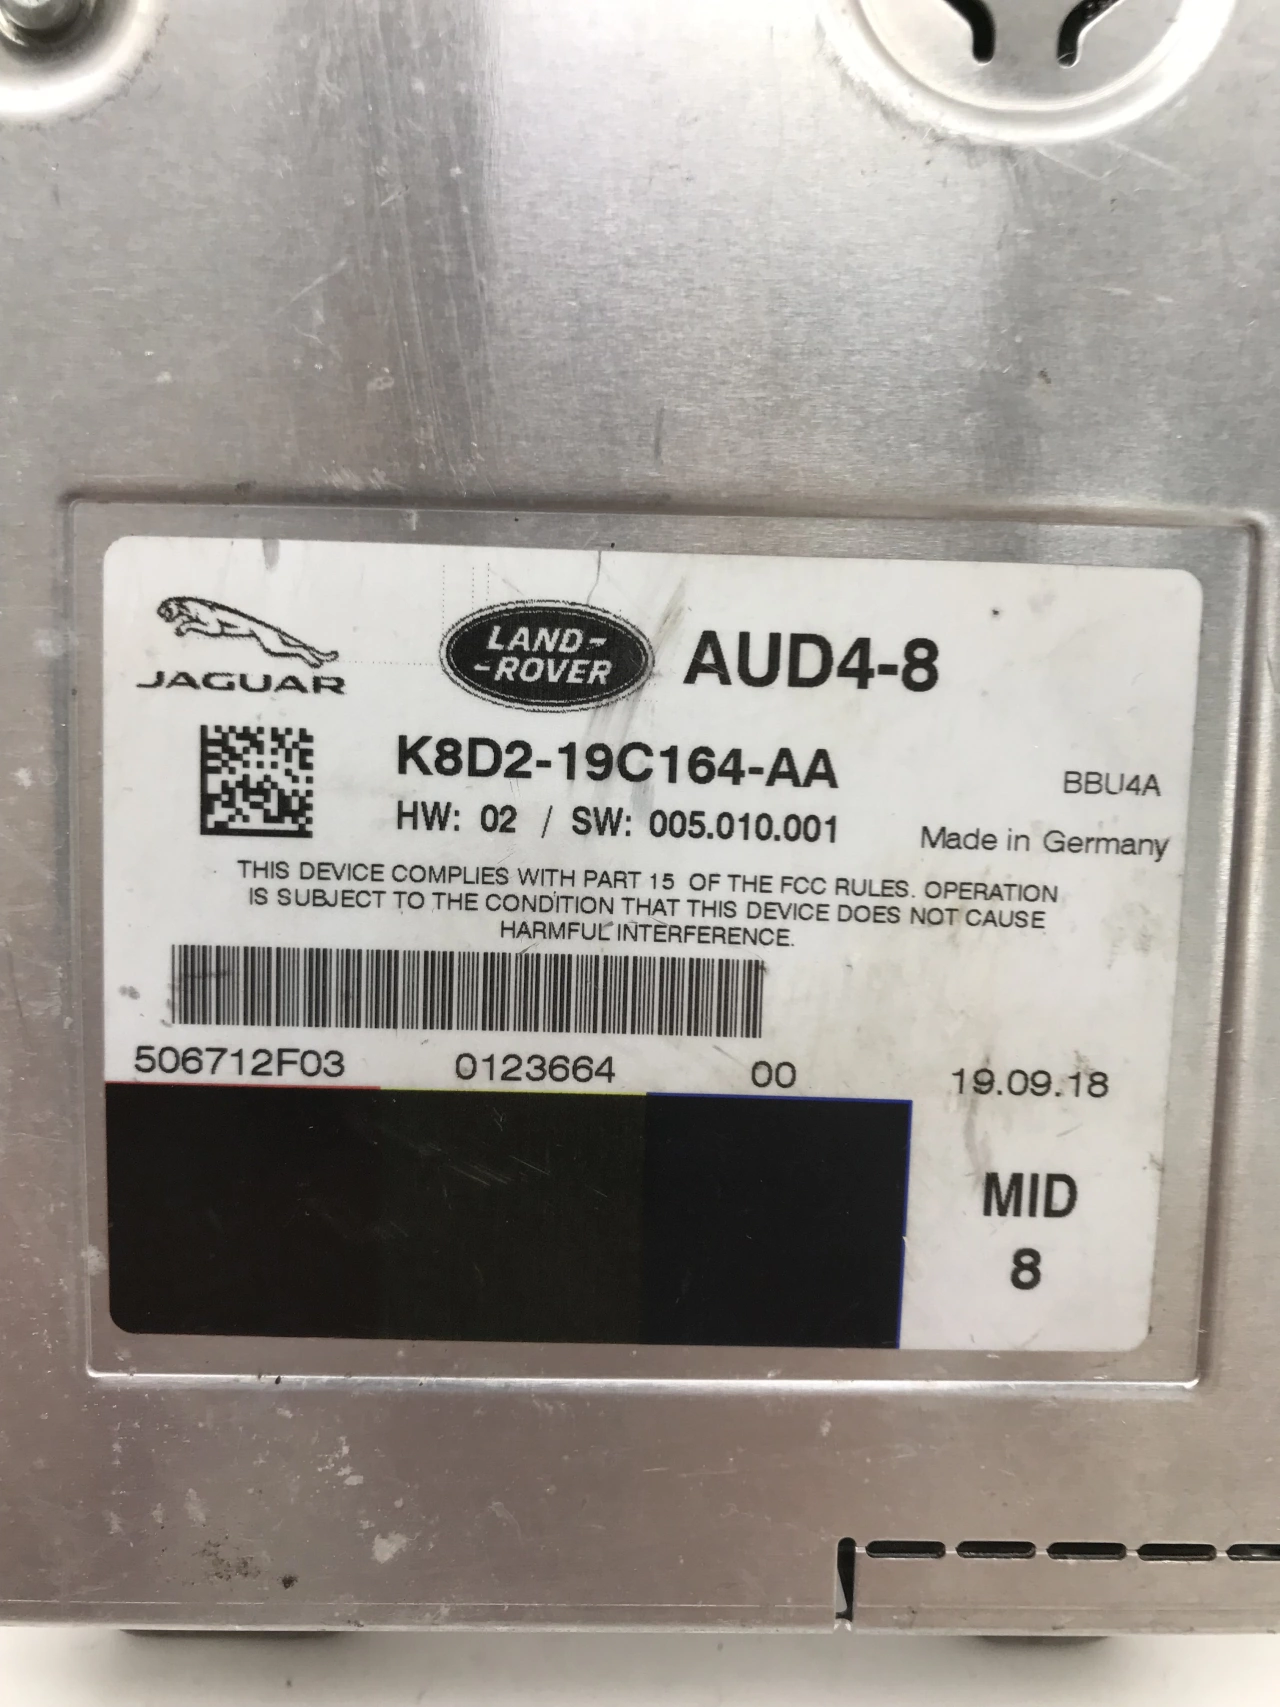 JAGUAR
LAND-
-ROVER
AUD4-8
K8D2-19C164-AA
BBU4A
HW: 02 / SW: 005.010.001
Made in Germany
THIS DEVICE COMPLIES WITH PART 15 OF THE FCC RULES. OPERATION
IS SUBJECT TO THE CONDITION THAT THIS DEVICE DOES NOT CAUSE
HARMFUL INTERFERENCE.
506712F03 0123664 00 19.09.18
MID
8